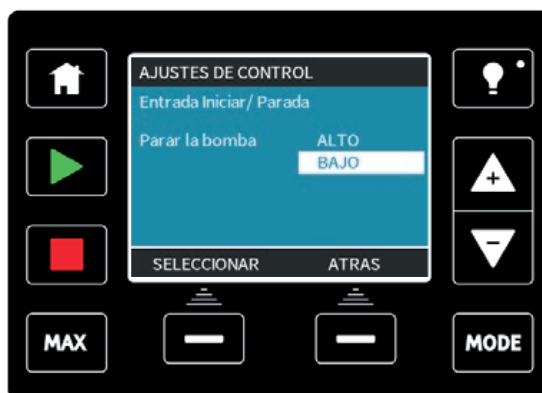 AJUSTES DE CONTROL
Entrada Iniciar/ Parada
Parar la bomba ALTO
BAJO
SELECCIONAR ATRAS
MAX
MODE